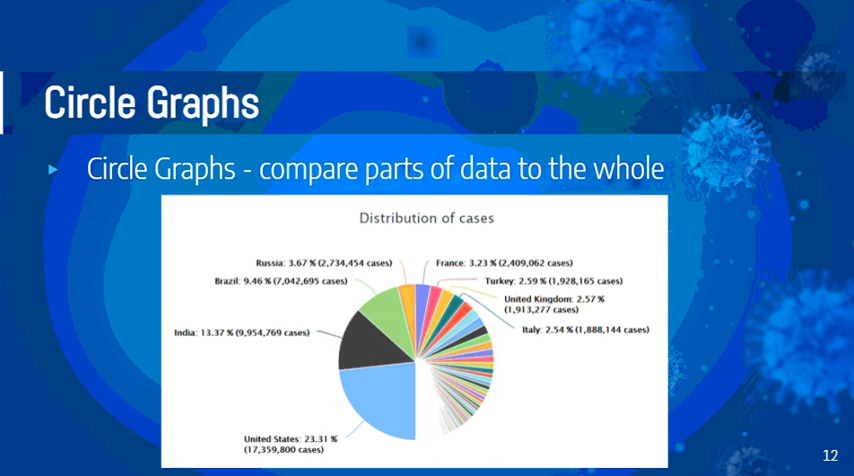 Circle Graphs
Circle Graphs - compare parts of data to the whole
Distribution of cases
Russia: 3.67 % (2,734,454 cases)
France: 3.23 % (2,409,062 cases)
Brazil: 9.46 % (7,042,695 cases)
Turkey: 2.59 % (1,928,165 cases)
United Kingdom: 2.57 %
(1,913,277 cases)
India: 13.37 % (9,954,769 cases)
Italy: 2.54 % (1,888,144 cases)
United States: 23.31 %
(17,359,800 cases)
12